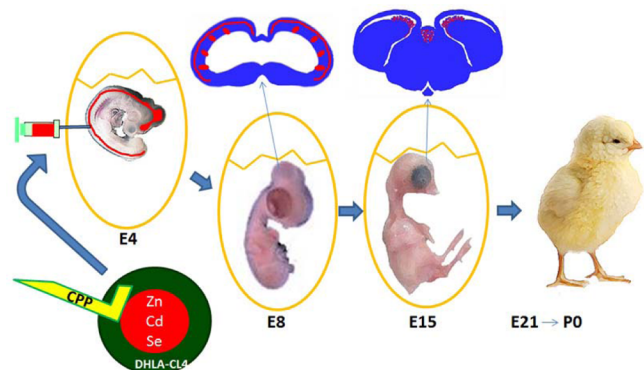 E4
E8
E15
E21 → P0
CPP
Zn
Cd
Se
DHLA-CL4